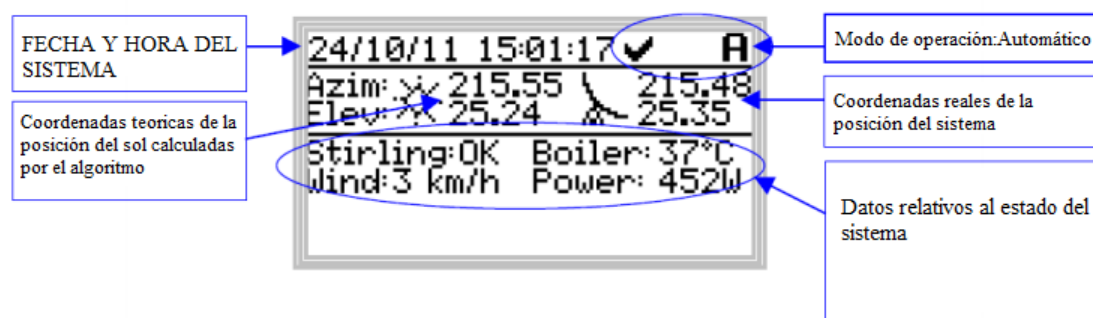 FECHA Y HORA DEL
SISTEMA
Coordenadas teoricas de la
posición del sol calculadas
por el algoritmo
24/10/11 15:01:17 ✔ A
Azim: 215.55 215.48
Elev: 25.24 25.35
Stirling:OK Boiler: 37°C
Wind:3 km/h Power: 452W
Modo de operación:Automático
Coordenadas reales de la
posición del sistema
Datos relativos al estado del
sistema